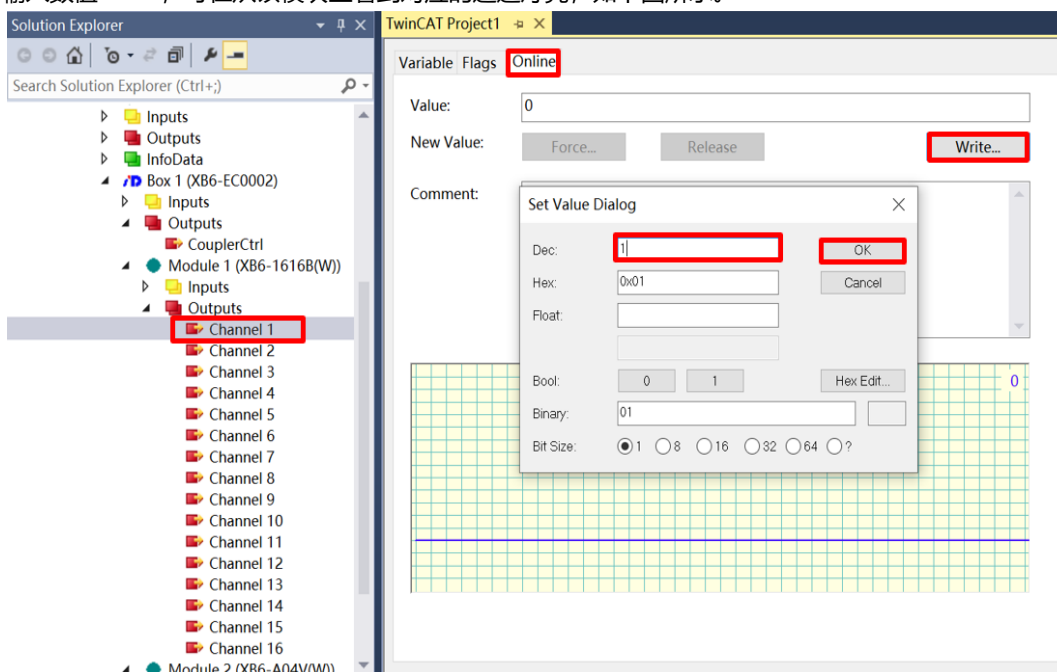 Solution Explorer
TwinCAT Project1
Search Solution Explorer (Ctrl+;)
Inputs
Outputs
InfoData
Box 1 (XB6-EC0002)
Inputs
Outputs
CouplerCtrl
Module 1 (XB6-1616B(W))
Inputs
Outputs
Channel 1
Channel 2
Channel 3
Channel 4
Channel 5
Channel 6
Channel 7
Channel 8
Channel 9
Channel 10
Channel 11
Channel 12
Channel 13
Channel 14
Channel 15
Channel 16
Module 2 (XB6-A04V(W))
Variable Flags Online
Value: 0
New Value: Force... Release Write...
Comment:
Set Value Dialog
Dec: 1 OK
Hex: 0x01 Cancel
Float:
Bool: 0 1 Hex Edit...
Binary: 01
Bit Size: 1 8 16 32 64 ?
0